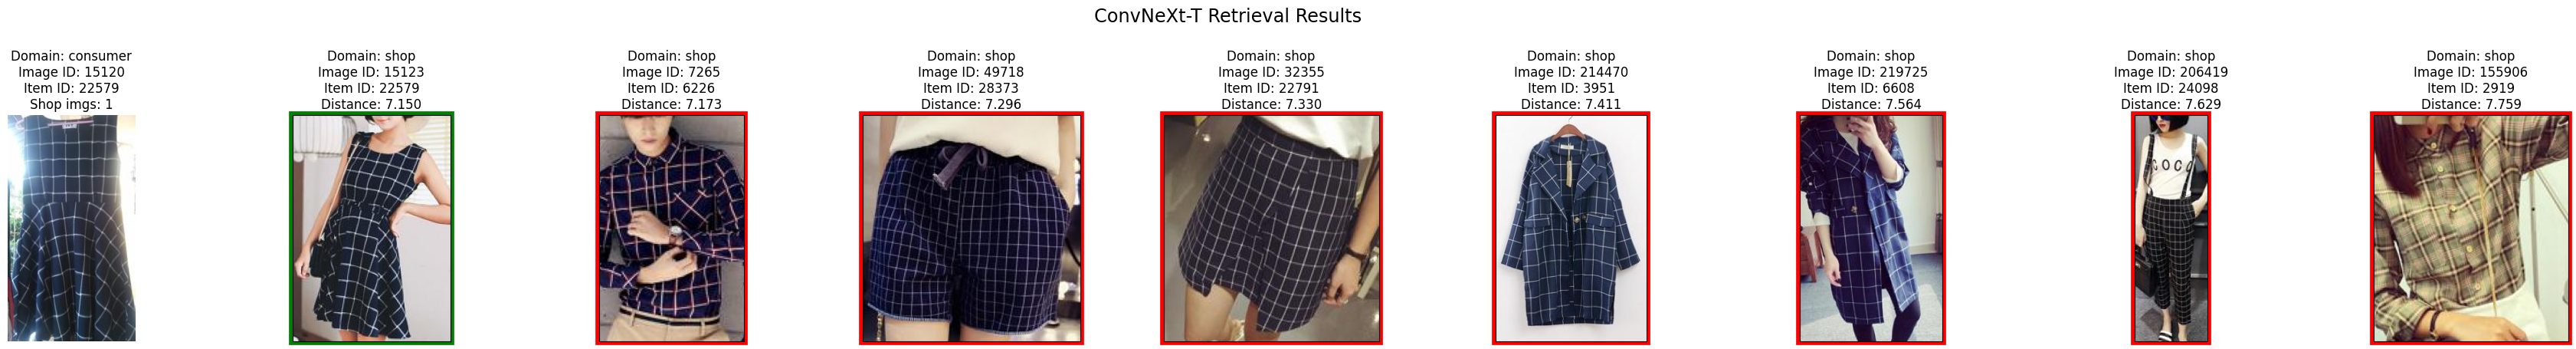 ConvNeXt-T Retrieval Results
Domain: consumer
Image ID: 15120
Item ID: 22579
Shop imgs: 1
Domain: shop
Image ID: 15123
Item ID: 22579
Distance: 7.150
Domain: shop
Image ID: 7265
Item ID: 6226
Distance: 7.173
Domain: shop
Image ID: 49718
Item ID: 28373
Distance: 7.296
Domain: shop
Image ID: 32355
Item ID: 22791
Distance: 7.330
Domain: shop
Image ID: 214470
Item ID: 3951
Distance: 7.411
Domain: shop
Image ID: 219725
Item ID: 6608
Distance: 7.564
Domain: shop
Image ID: 206419
Item ID: 24098
Distance: 7.629
COCO
Domain: shop
Image ID: 155906
Item ID: 2919
Distance: 7.759